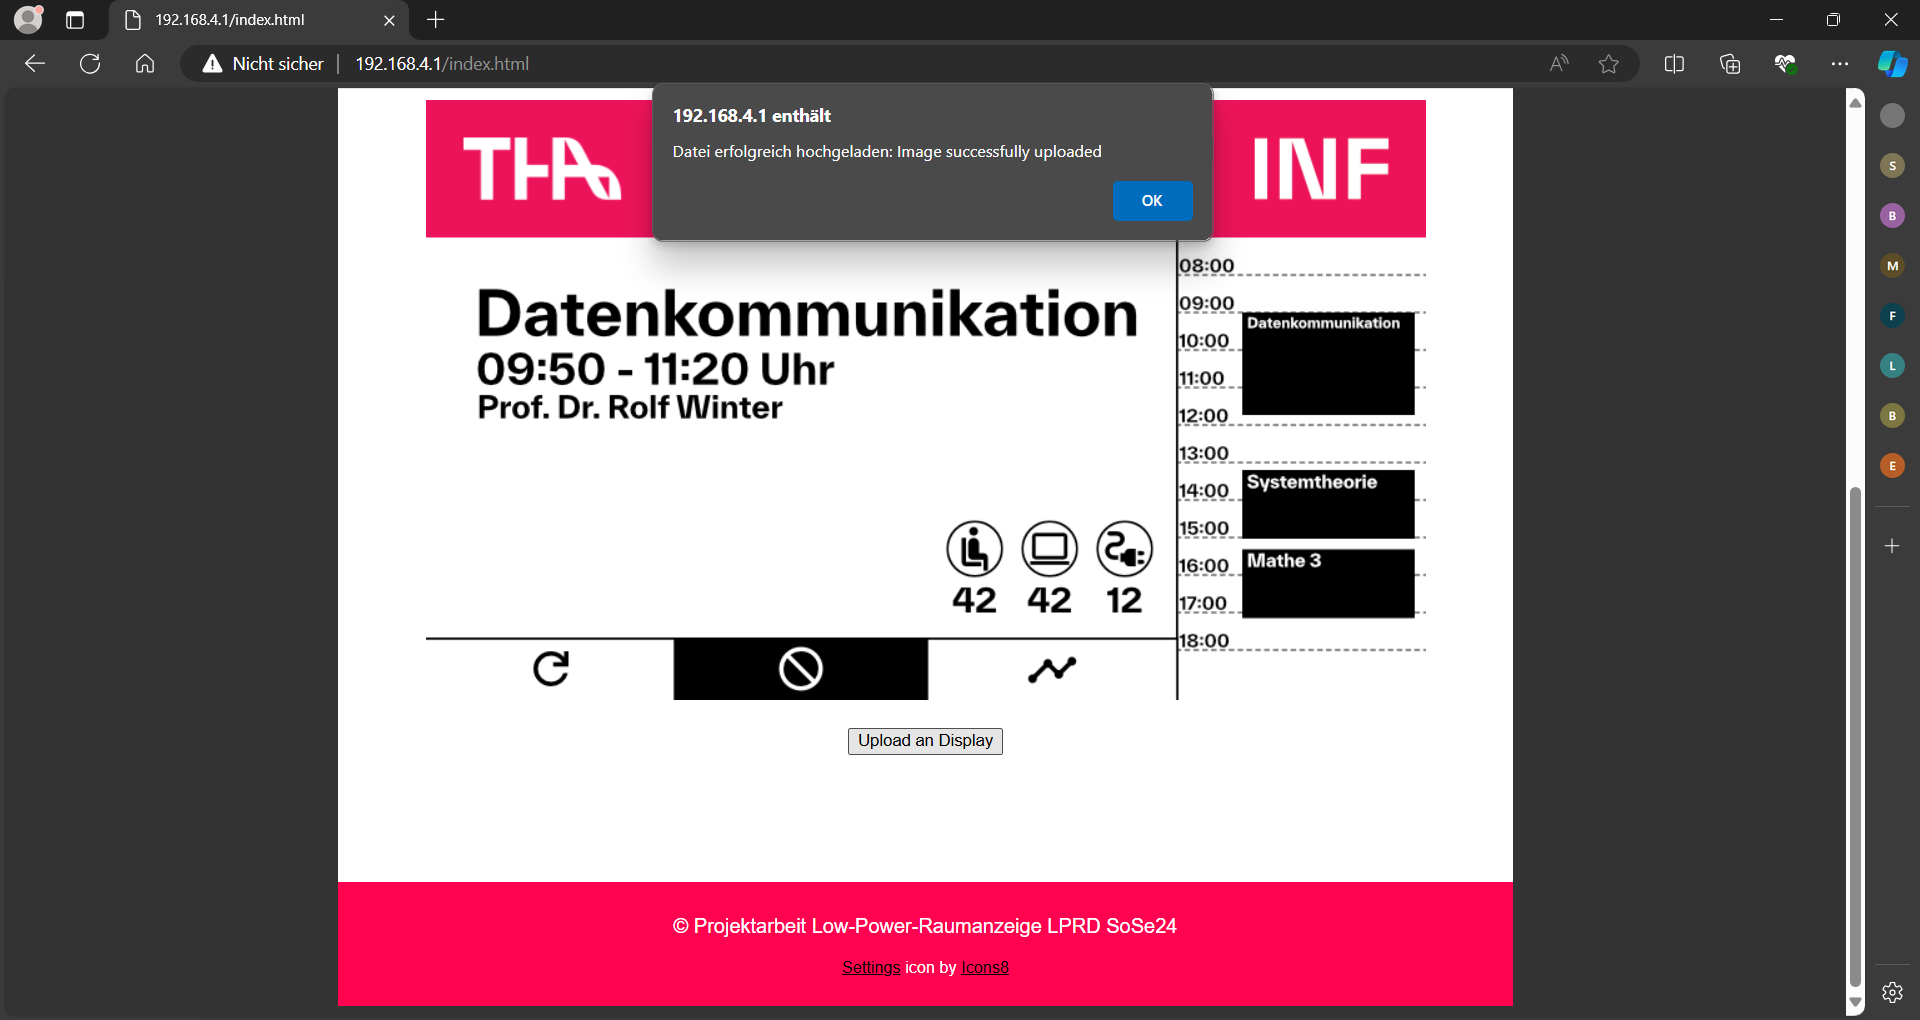 192.168.4.1/index.html
Nicht sicher
192.168.4.1/index.html
192.168.4.1 enthält
Datei erfolgreich hochgeladen: Image successfully uploaded
OK
THA
INF
Datenkommunikation
09:50 - 11:20 Uhr
Prof. Dr. Rolf Winter
42 42 12
08:00
09:00
Datenkommunikation
10:00
11:00
12:00
13:00
14:00
Systemtheorie
15:00
16:00
Mathe 3
17:00
18:00
Upload an Display
© Projektarbeit Low-Power-Raumanzeige LPRD SoSe24
Settings icon by Icons8
S
B
M
F
L
B
E